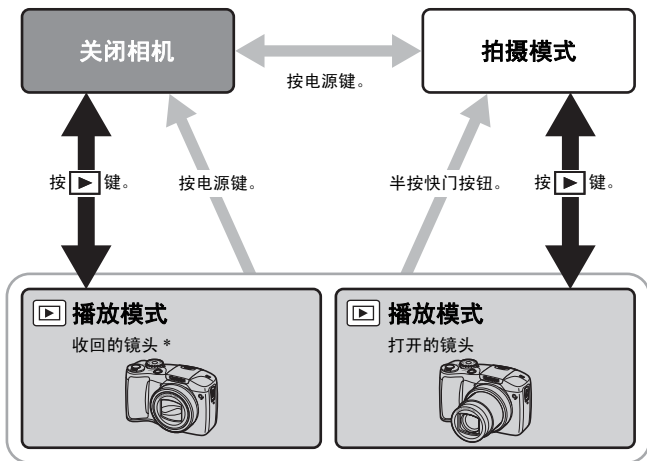 关闭相机
拍摄模式
按电源键。
按▶键。
按电源键。
半按快门按钮。
按▶键。
播放模式
收回的镜头 *
播放模式
打开的镜头